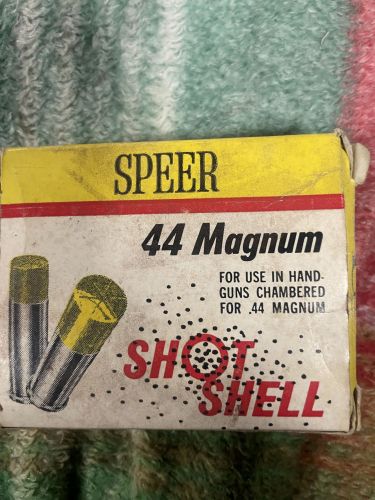 SPEER
44 Magnum
FOR USE IN HAND-
GUNS CHAMBERED
FOR .44 MAGNUM
SHOT
SHELL